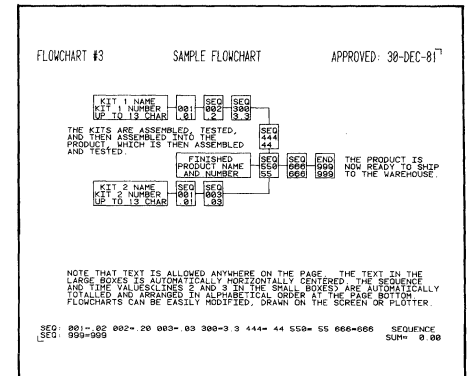 FLOWCHART #3 SAMPLE FLOWCHART APPROVED: 30-DEC-81
KIT 1 NAME
KIT 1 NUMBER
UP TO 13 CHAR
001
.01
SEQ
002
.2
SEQ
300
3.3
THE KITS ARE ASSEMBLED, TESTED,
AND THEN ASSEMBLED INTO THE
PRODUCT, WHICH IS THEN ASSEMBLED
AND TESTED.
SEQ
444
44
FINISHED
PRODUCT NAME
AND NUMBER
SEQ
550
55
SEQ
666
666
END
999
999
THE PRODUCT IS
NOW READY TO SHIP
TO THE WAREHOUSE.
KIT 2 NAME
KIT 2 NUMBER
UP TO 13 CHAR
SEQ
001
.01
SEQ
003
.03
NOTE THAT TEXT IS ALLOWED ANYWHERE ON THE PAGE. THE TEXT IN THE
LARGE BOXES IS AUTOMATICALLY HORIZONTALLY CENTERED. THE SEQUENCE
AND TIME VALUES(LINES 2 AND 3 IN THE SMALL BOXES) ARE AUTOMATICALLY
TOTALLED AND ARRANGED IN ALPHABETICAL ORDER AT THE PAGE BOTTOM.
FLOWCHARTS CAN BE EASILY MODIFIED, DRAWN ON THE SCREEN OR PLOTTER.
SEQ: 001=.02 002=.20 003=.03 300=3.3 444= 44 550= 55 666=666 SEQUENCE
SEQ: 999=999 SUM= 0.00